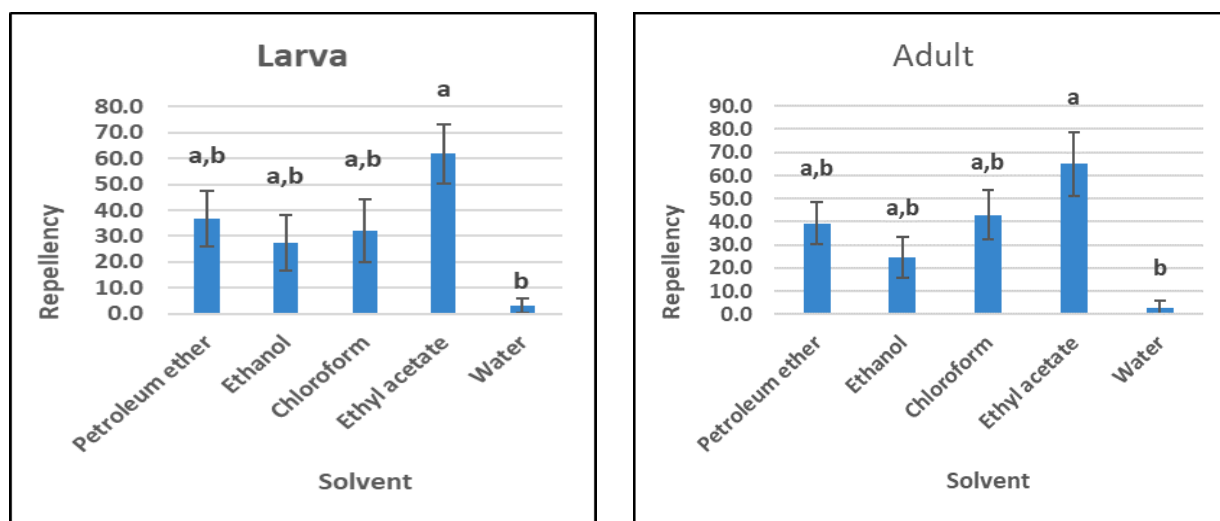 Larva
Repellency
80.0
70.0
60.0
50.0
40.0
30.0
20.0
10.0
0.0
a,b
a,b
a,b
a
b
Petroleum ether
Ethanol
Chloroform
Ethyl acetate
Water
Solvent
Adult
Repellency
90.0
80.0
70.0
60.0
50.0
40.0
30.0
20.0
10.0
0.0
a,b
a,b
a,b
a
b
Petroleum ether
Ethanol
Chloroform
Ethyl acetate
Water
Solvent